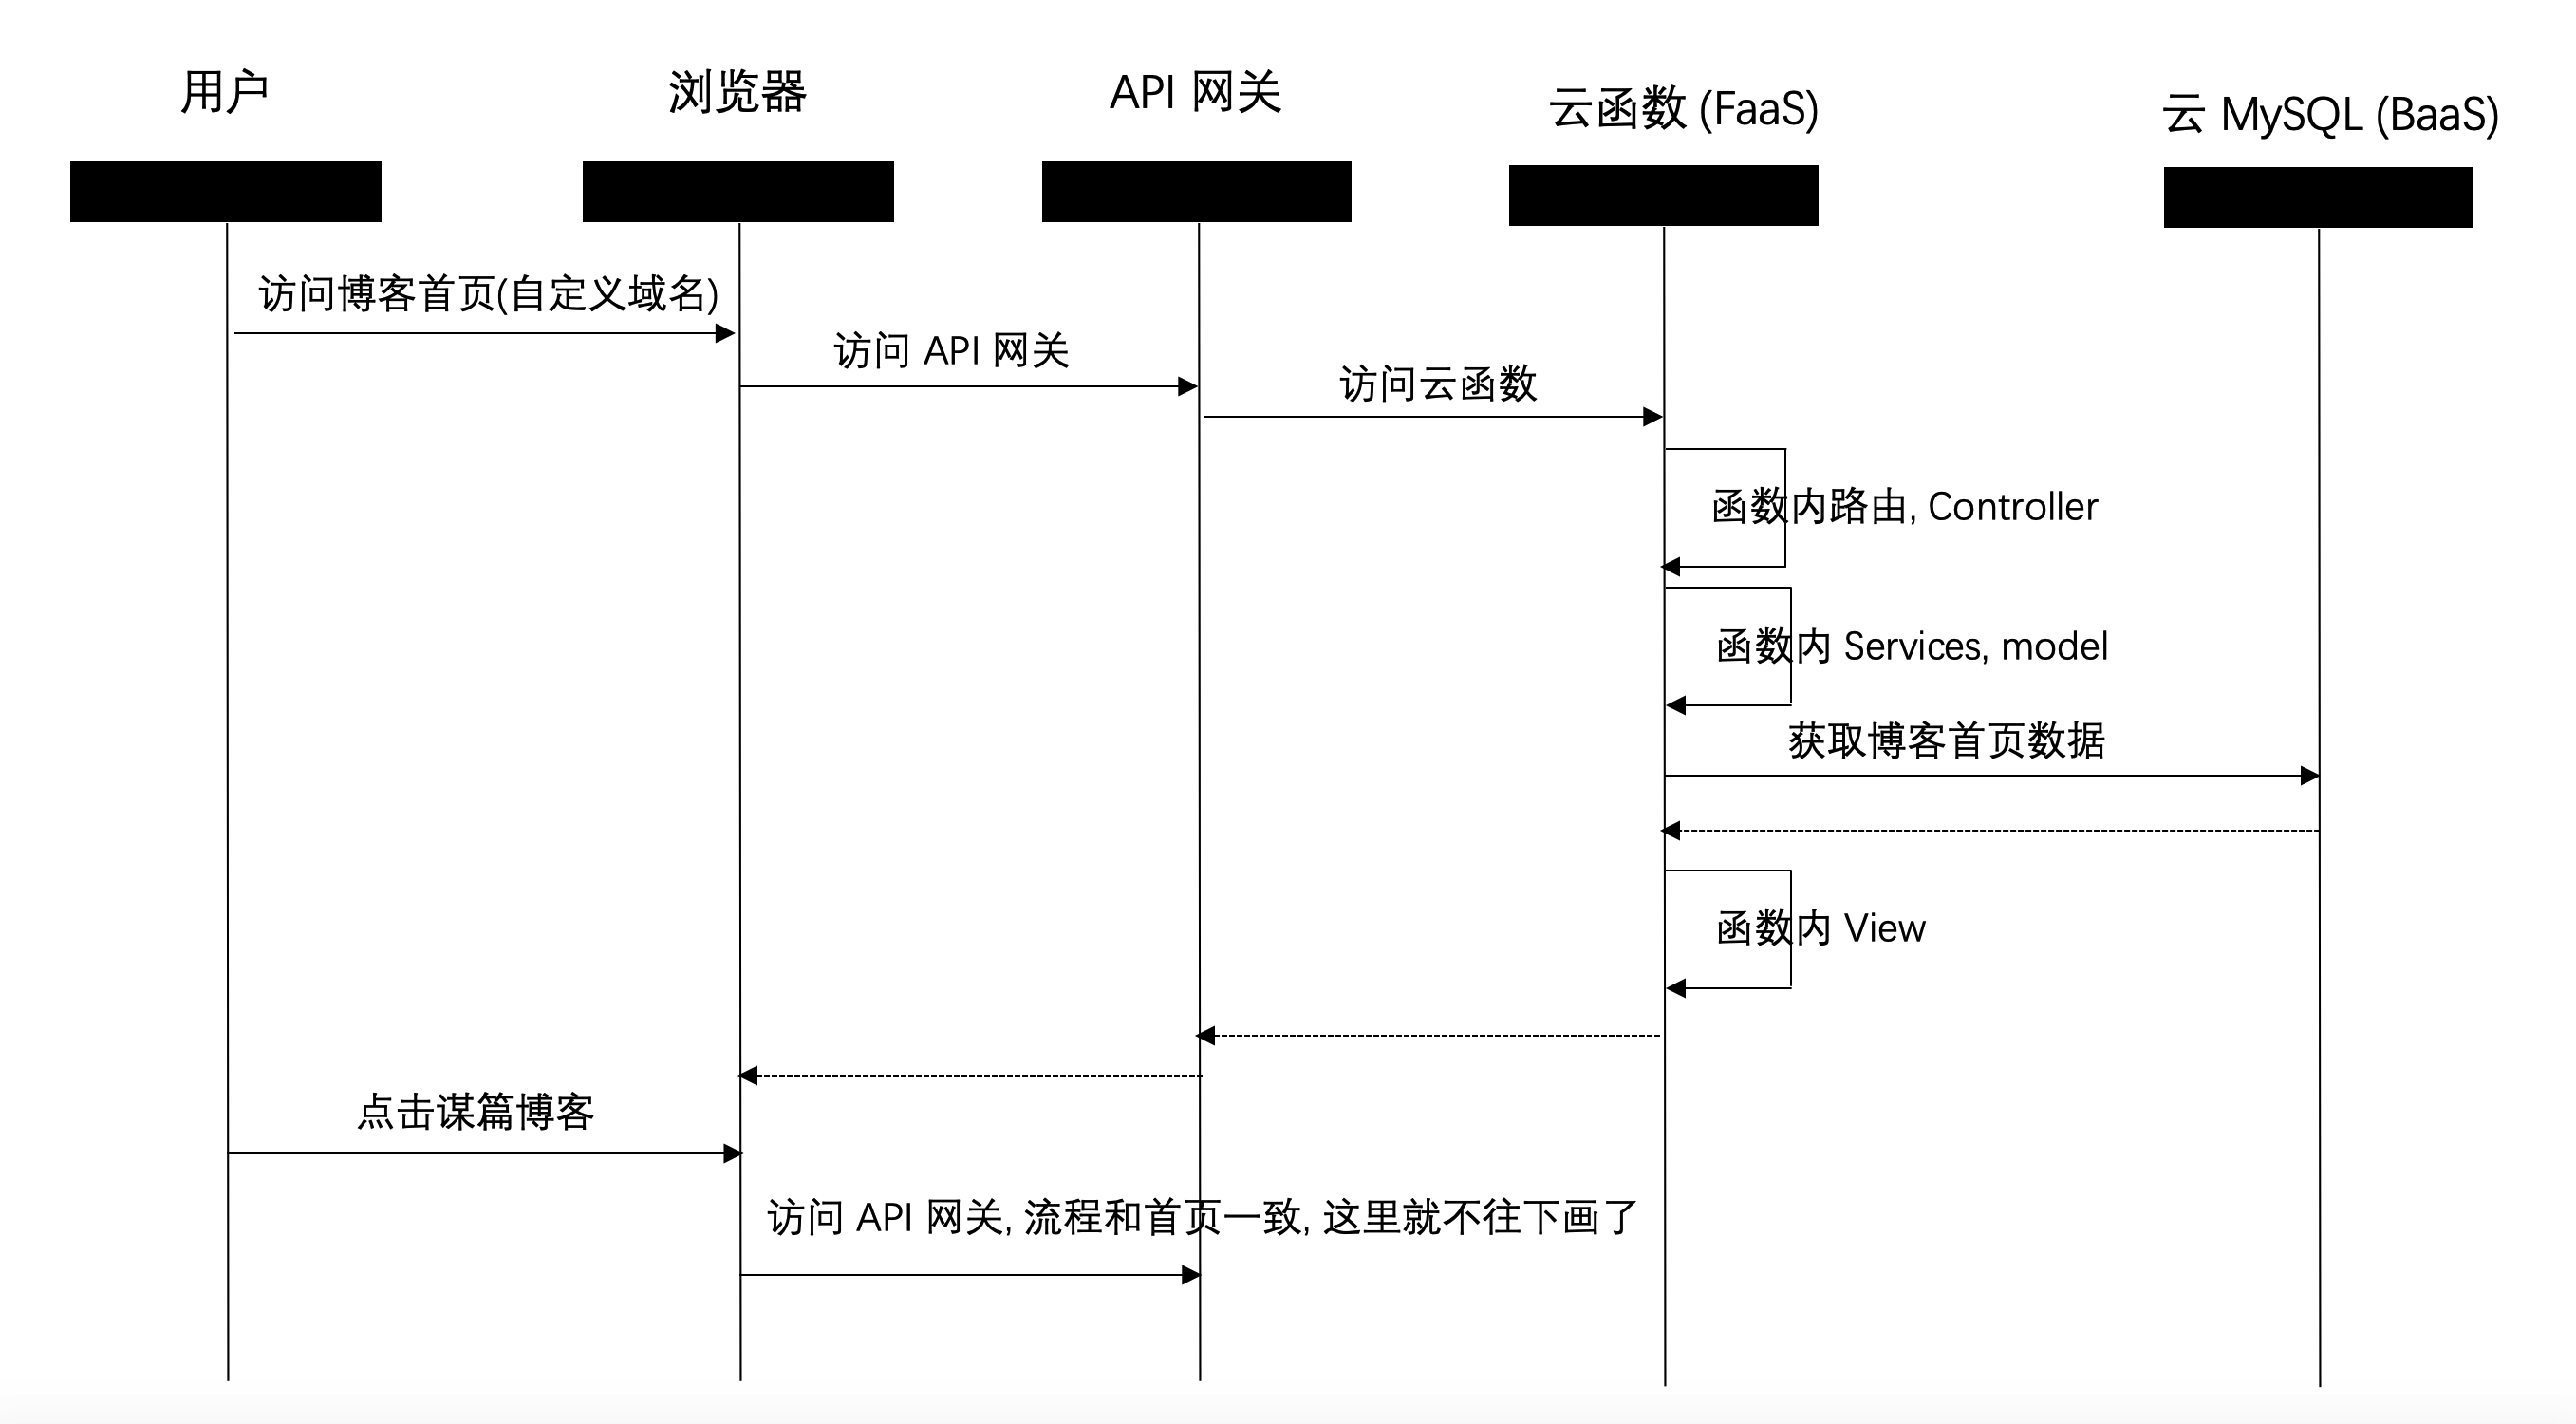 用户
浏览器
API 网关
云函数 (FaaS)
云 MySQL (BaaS)
访问博客首页(自定义域名)
访问 API 网关
访问云函数
函数内路由, Controller
函数内 Services, model
获取博客首页数据
函数内 View
点击谋篇博客
访问 API 网关, 流程和首页一致, 这里就不往下画了